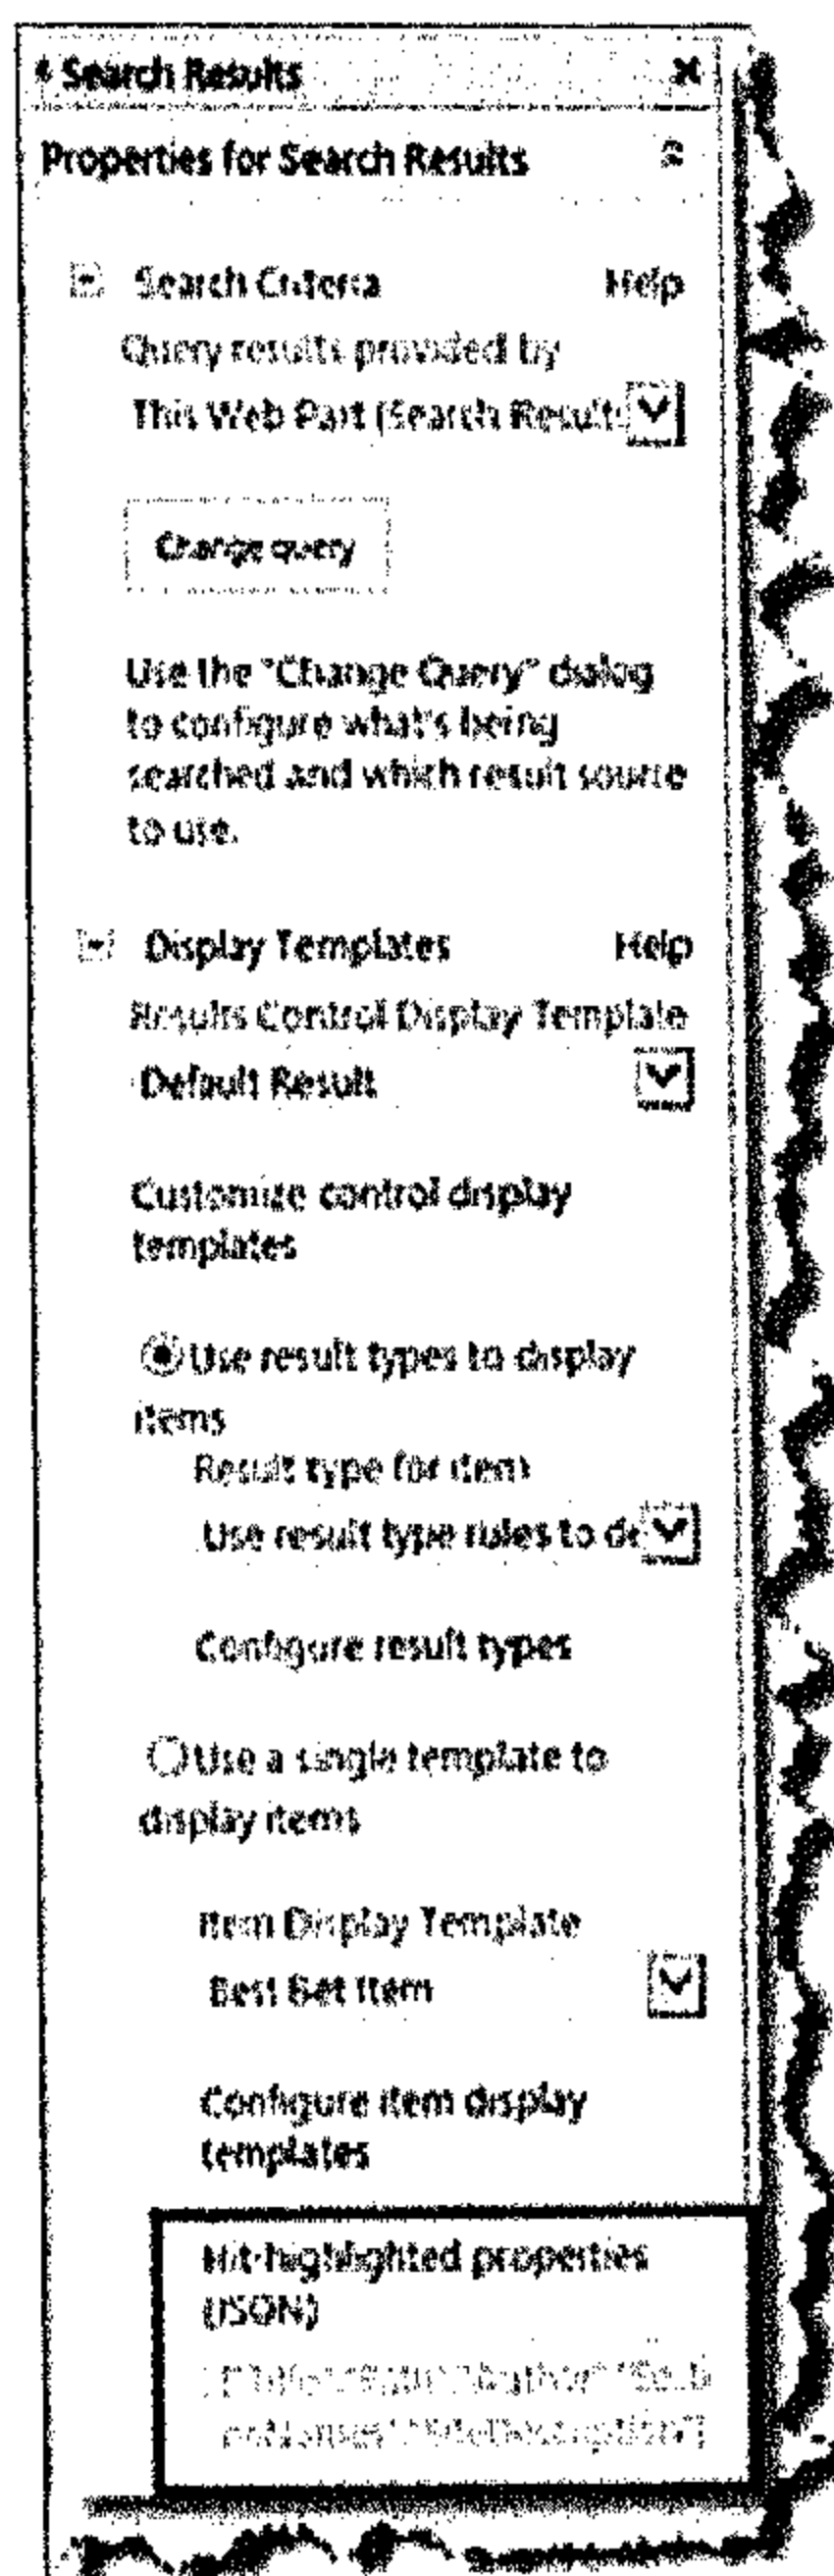 Search Results
Properties for Search Results
Search Criteria Help
Query results provided by
This Web Part (Search Result
Change query
Use the "Change Query" dialog
to configure what's being
searched and which result source
to use.
Display Templates Help
Results Control Display Template
Default Result
Customize control display
templates
Use result types to display
items
Result type for item
Use result type rules to de
Configure result types
Use a single template to
display items
Item Display Template
Best Bet Item
Configure item display
templates
Hit-highlighted properties
(JSON)